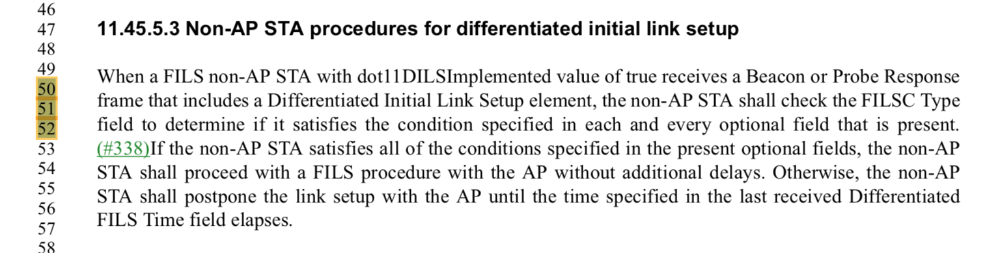 46
47 11.45.5.3 Non-AP STA procedures for differentiated initial link setup
48
49 When a FILS non-AP STA with dot11DILSImplemented value of true receives a Beacon or Probe Response
50
51 frame that includes a Differentiated Initial Link Setup element, the non-AP STA shall check the FILSC Type
52 field to determine if it satisfies the condition specified in each and every optional field that is present.
53 (#338)If the non-AP STA satisfies all of the conditions specified in the present optional fields, the non-AP
54 STA shall proceed with a FILS procedure with the AP without additional delays. Otherwise, the non-AP
55
56 STA shall postpone the link setup with the AP until the time specified in the last received Differentiated
57 FILS Time field elapses.
58